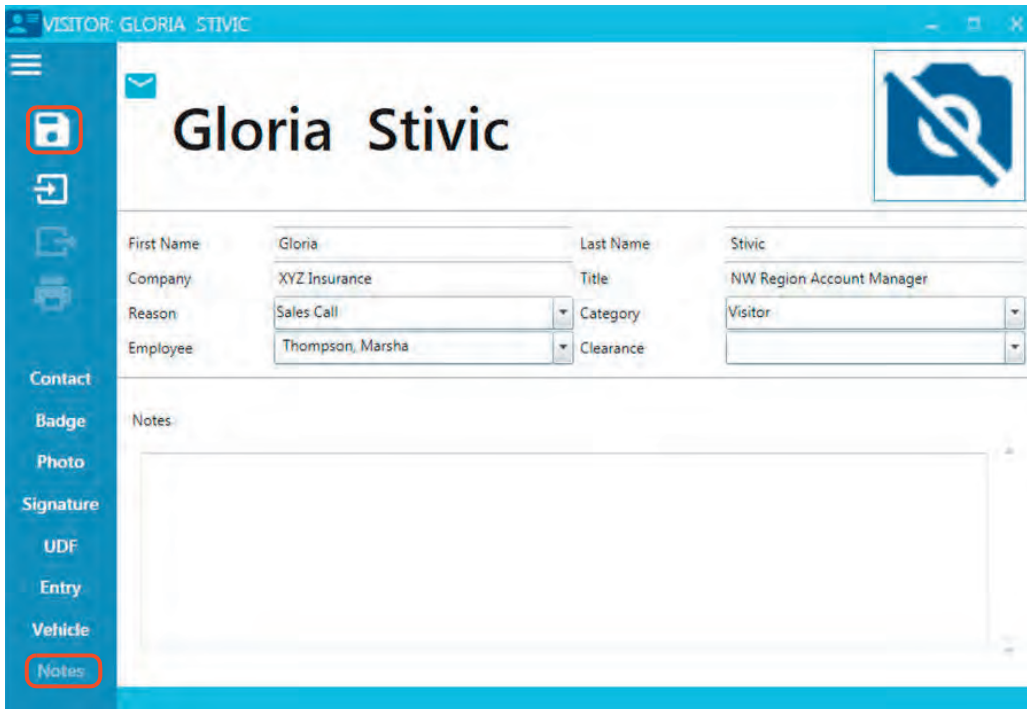 VISITOR: GLORIA STIVIC
Gloria Stivic
First Name Gloria Last Name Stivic
Company XYZ Insurance Title NW Region Account Manager
Reason Sales Call Category Visitor
Employee Thompson, Marsha Clearance
Contact
Badge
Notes
Photo
Signature
UDF
Entry
Vehicle
Notes